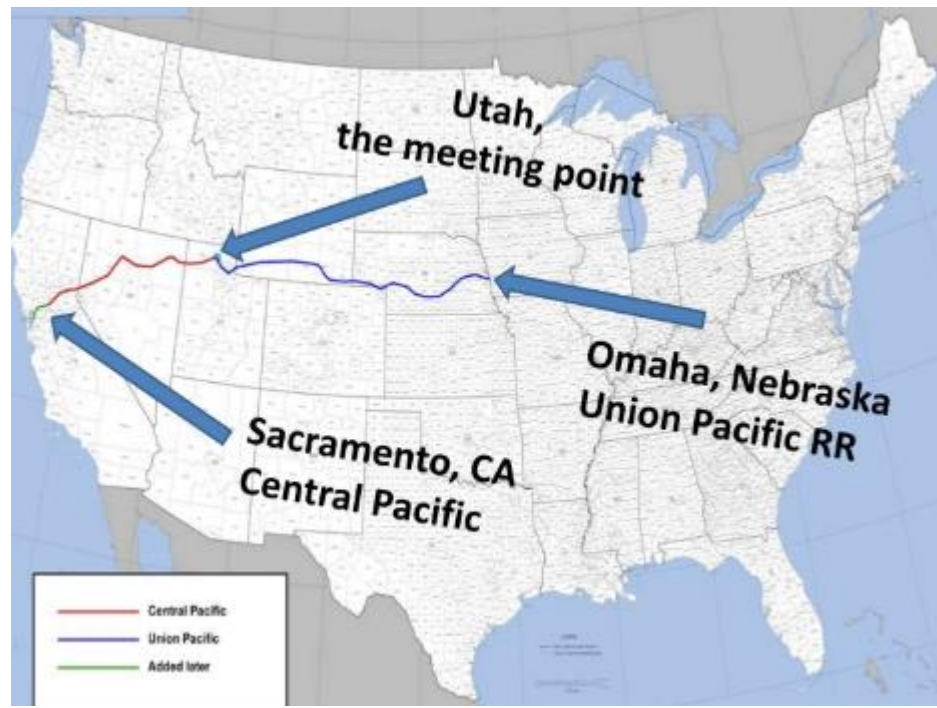 Utah,
the meeting point
Omaha, Nebraska
Union Pacific RR
Sacramento, CA
Central Pacific
Central Pacific
Union Pacific
Added later